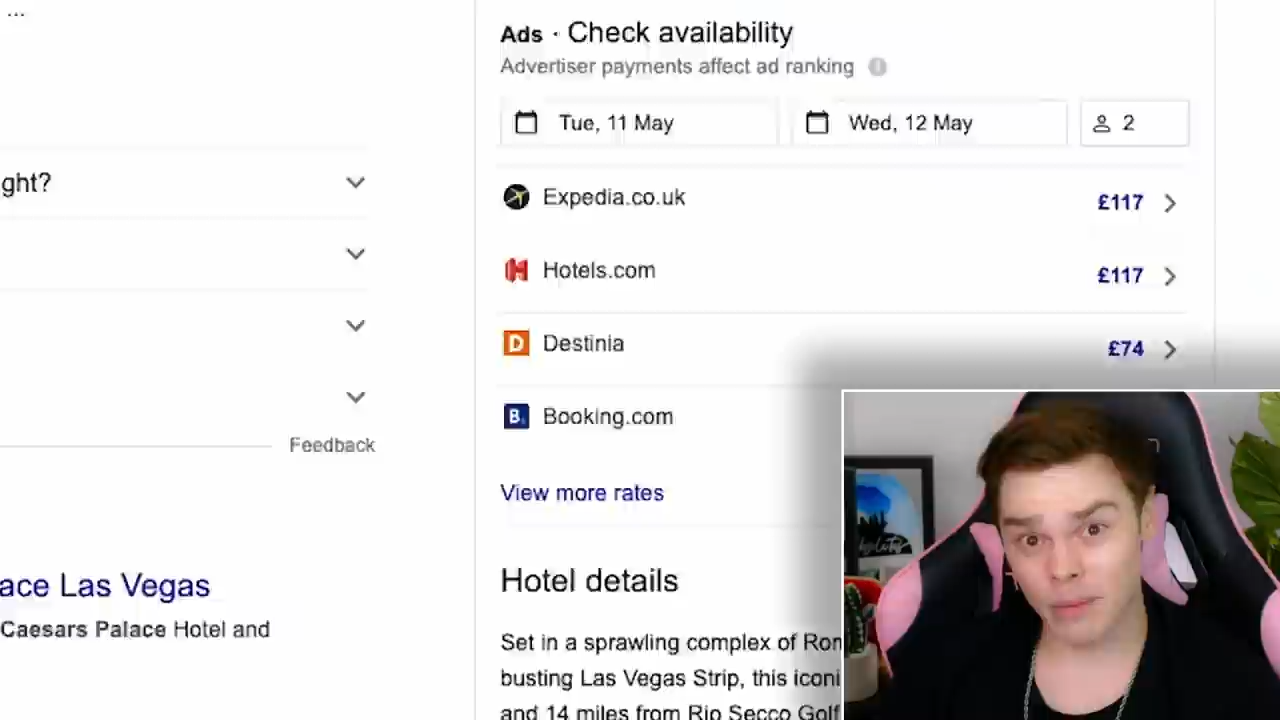 ...
Ads · Check availability
Advertiser payments affect ad ranking
Tue, 11 May
Wed, 12 May
2
ght?
Expedia.co.uk
£117
Hotels.com
£117
Destinia
£74
Booking.com
Feedback
View more rates
ace Las Vegas
Caesars Palace Hotel and
Hotel details
Set in a sprawling complex of Ron
busting Las Vegas Strip, this iconi
and 14 miles from Rio Secco Golf